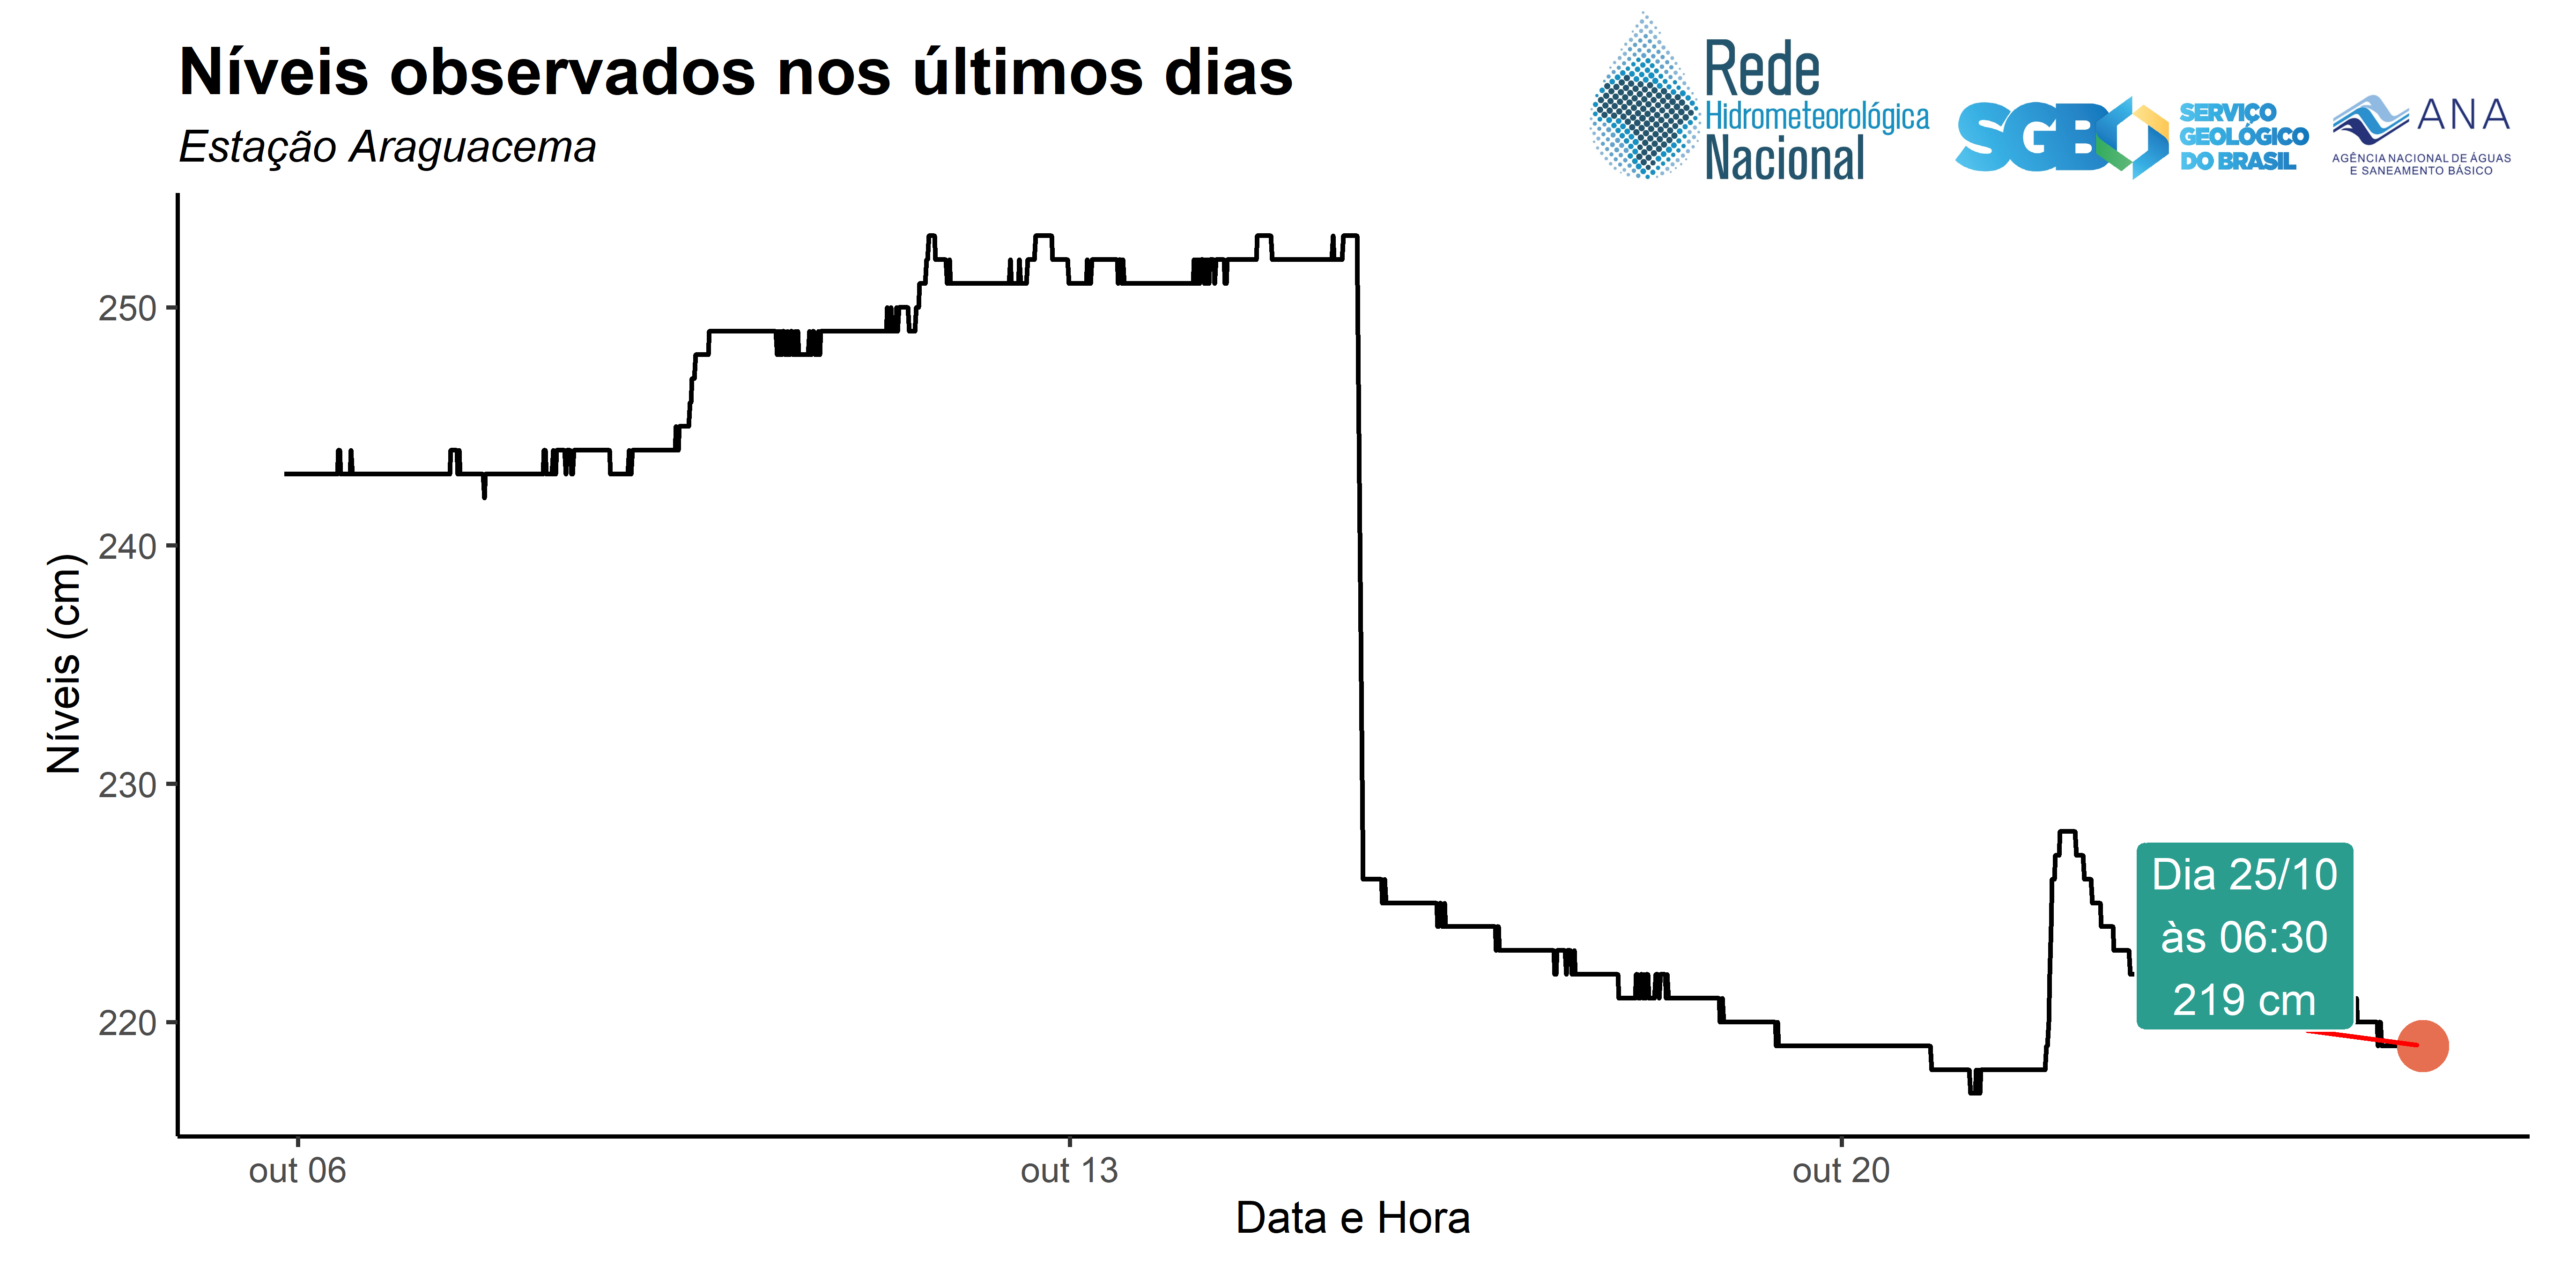 Níveis observados nos últimos dias
Estação Araguacema
Rede
Hidrometeorológica
Nacional
SGB
SERVIÇO
GEOLÓGICO
DO BRASIL
ANA
AGÊNCIA NACIONAL DE ÁGUAS
E SANEAMENTO BÁSICO
Níveis (cm)
250
240
230
220
Dia 25/10
às 06:30
219 cm
out 06
out 13
out 20
Data e Hora